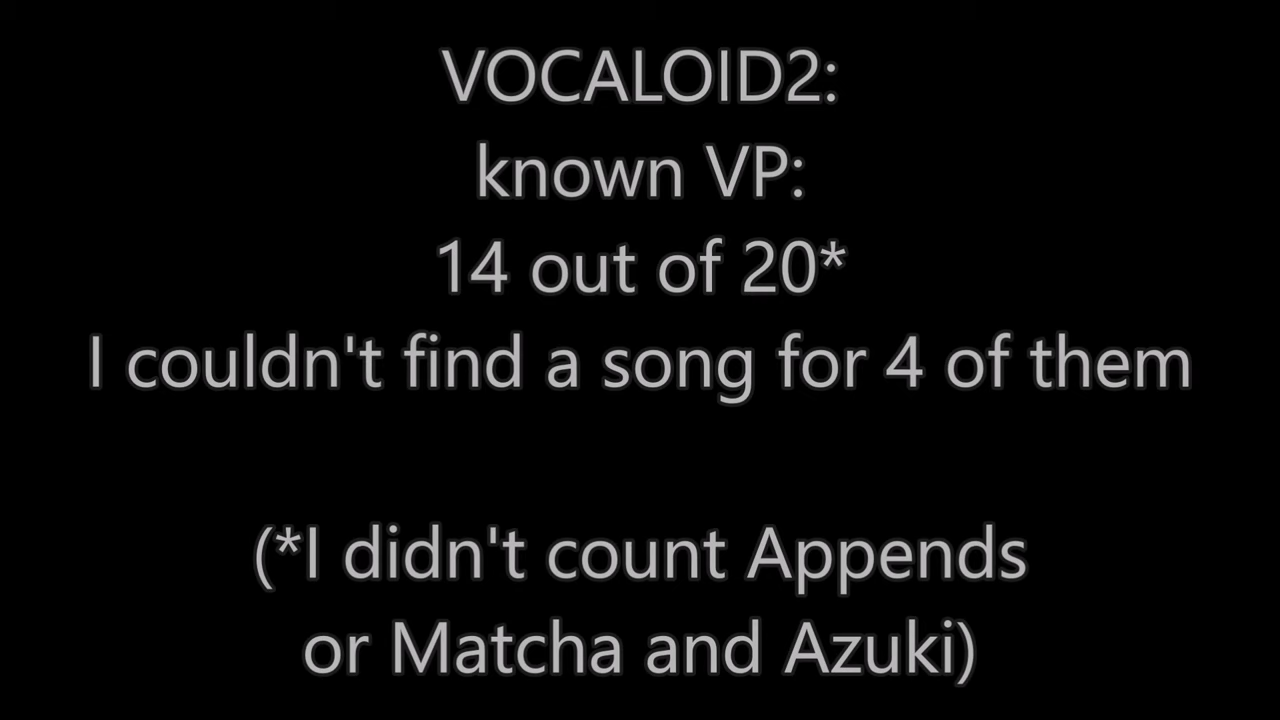 VOCALOID2:
known VP:
14 out of 20*
I couldn't find a song for 4 of them
(*I didn't count Appends
or Matcha and Azuki)